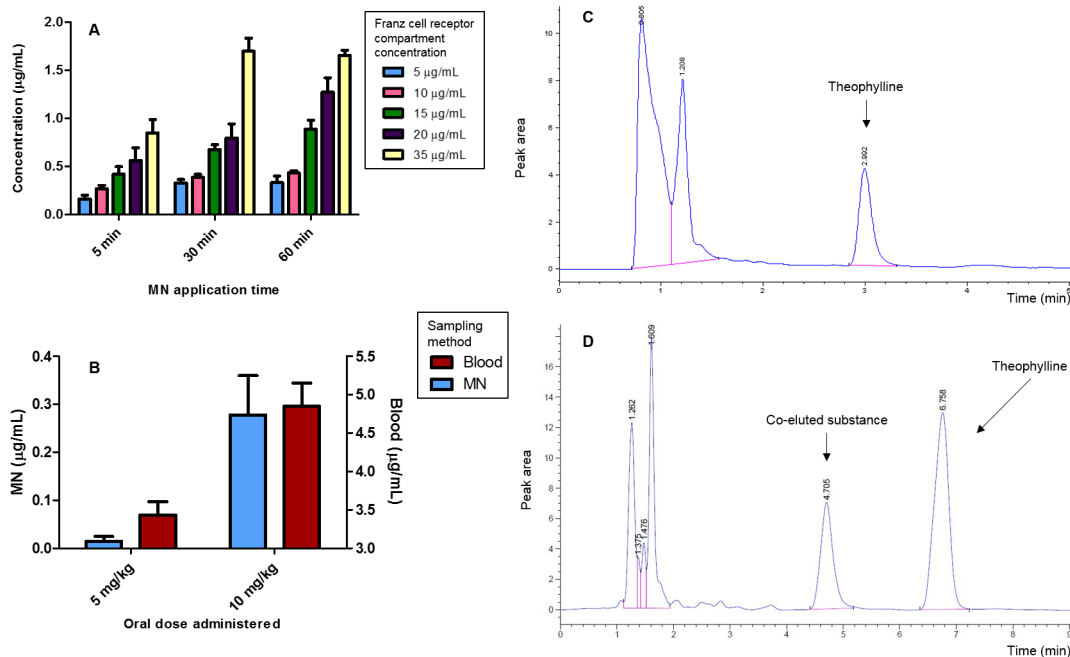 A
Franz cell receptor
compartment
concentration
5 µg/mL
10 µg/mL
15 µg/mL
20 µg/mL
35 µg/mL
Concentration (µg/mL)
2.0
1.5
1.0
0.5
0.0
5 min
30 min
60 min
MN application time
B
Sampling
method
Blood
MN
MN (µg/mL)
0.4
0.3
0.2
0.1
0.0
Blood (µg/mL)
5.5
5.0
4.5
4.0
3.5
3.0
5 mg/kg
10 mg/kg
Oral dose administered
C
Peak area
10
8
6
4
2
0
.805
1.208
Theophylline
2.992
0
1
2
3
4
5
Time (min)
D
Peak area
16
14
12
10
8
6
4
2
0
1.262
1.375
1.476
1.609
Co-eluted substance
4.705
Theophylline
6.758
0
1
2
3
4
5
6
7
8
9
Time (min)